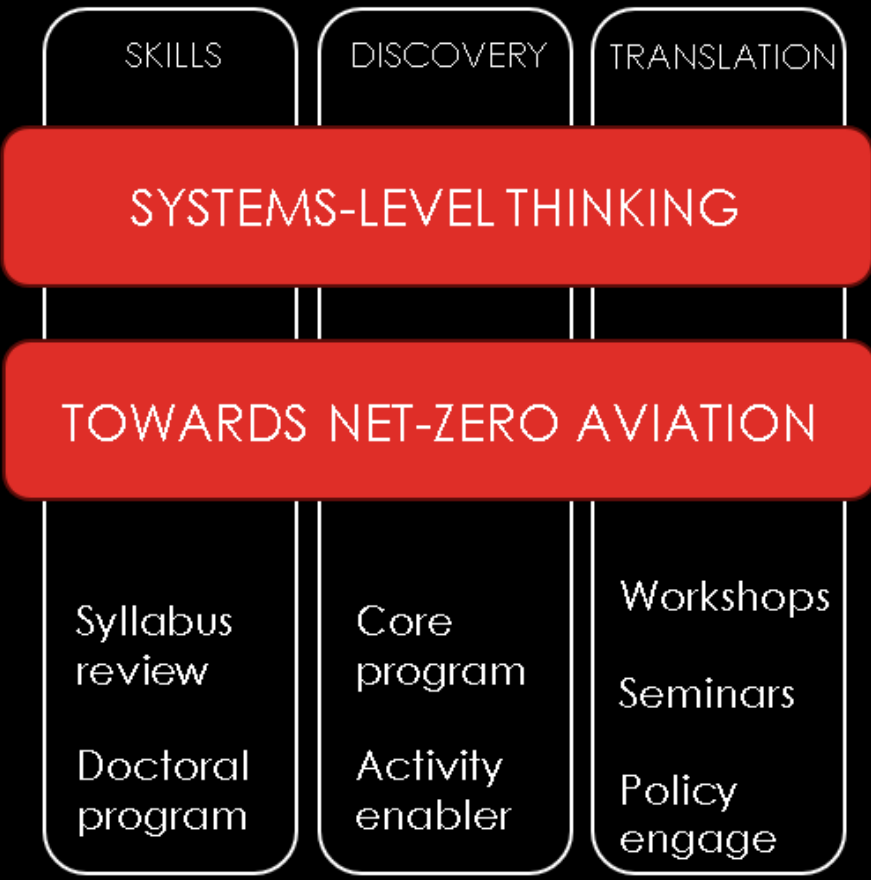 SKILLS
DISCOVERY
TRANSLATION
SYSTEMS-LEVEL THINKING
TOWARDS NET-ZERO AVIATION
Syllabus
review
Doctoral
program
Core
program
Activity
enabler
Workshops
Seminars
Policy
engage